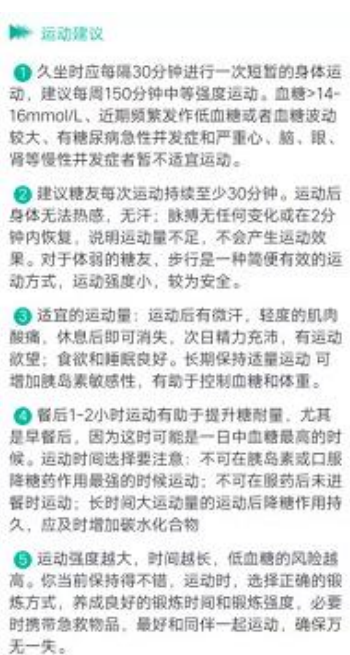 运动建议
1 久坐时应每隔30分钟进行一次短暂的身体运
动，建议每周150分钟中等强度运动。血糖>14-
16mmol/L、近期频繁发作低血糖或者血糖波动
较大、有糖尿病急性并发症和严重心、脑、眼、
肾等慢性并发症者暂不适宜运动。
2 建议糖友每次运动持续至少30分钟。运动后
身体无法热感，无汗；脉搏无任何变化或在2分
钟内恢复，说明运动量不足，不会产生运动效
果。对于体弱的糖友，步行是一种简便有效的运
动方式，运动强度小，较为安全。
3 适宜的运动量：运动后有微汗，轻度的肌肉
酸痛，休息后即可消失，次日精力充沛，有运动
欲望；食欲和睡眠良好。长期保持适量运动 可
增加胰岛素敏感性，有助于控制血糖和体重。
4 餐后1-2小时运动有助于提升糖耐量，尤其
是早餐后，因为这时可能是一日中血糖最高的时
候。运动时间选择要注意：不可在胰岛素或口服
降糖药作用最强的时候运动；不可在服药后未进
餐时运动；长时间大运动量的运动后降糖作用持
久，应及时增加碳水化合物
5 运动强度越大，时间越长，低血糖的风险越
高。你当前保持得不错，运动时，选择正确的锻
炼方式，养成良好的锻炼时间和锻炼强度，必要
时携带急救物品，最好和同伴一起运动，确保万
无一失。